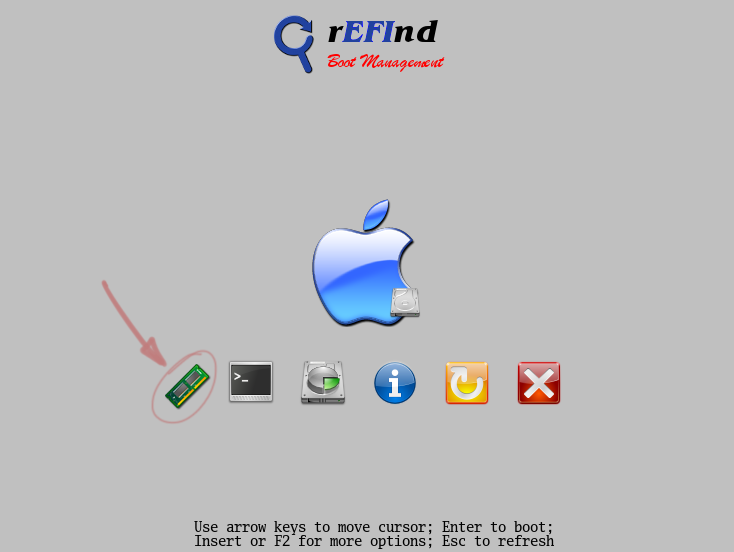 rEFInd
Boot Management
>_
i
Use arrow keys to move cursor; Enter to boot;
Insert or F2 for more options; Esc to refresh